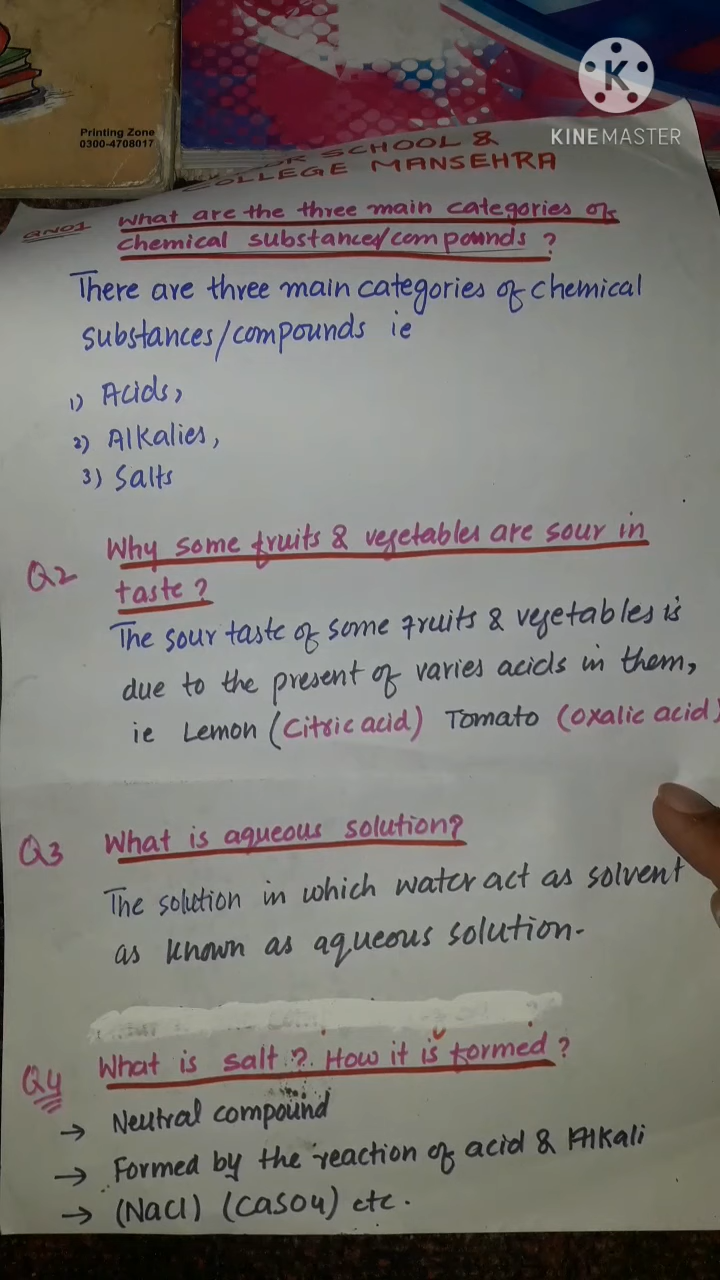 Printing Zone
0300-4708017
K
KINEMASTER
SCHOOL &
COLLEGE MANSEHRA
QNO1 What are the three main categories of
chemical substances/compounds ?
There are three main categories of chemical
substances/compounds ie
1) Acids,
2) Alkalies,
3) Salts
Q2 Why some fruits & vegetables are sour in
taste ?
The sour taste of some fruits & vegetables is
due to the present of varies acids in them,
ie Lemon (Citric acid) Tomato (Oxalic acid)
Q3 What is aqueous solution?
The solution in which water act as solvent
as known as aqueous solution.
Q4 What is salt ? How it is formed ?
→ Neutral compound
→ Formed by the reaction of acid & Alkali
→ (NaCl) (CaSO4) etc.